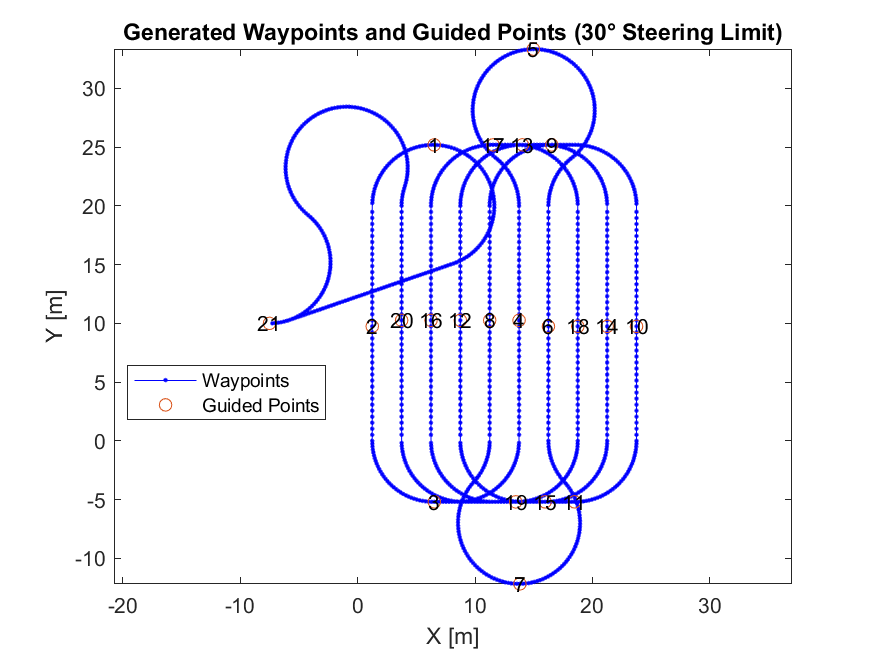 Generated Waypoints and Guided Points (30° Steering Limit)
5
30
25
1 17 13 9
20
15
10
21 2 20 16 12 8 4 6 18 14 10
5
Waypoints
Guided Points
0
-5
3 19 15 11
-10
7
-20 -10 0 10 20 30
X [m]
Y [m]